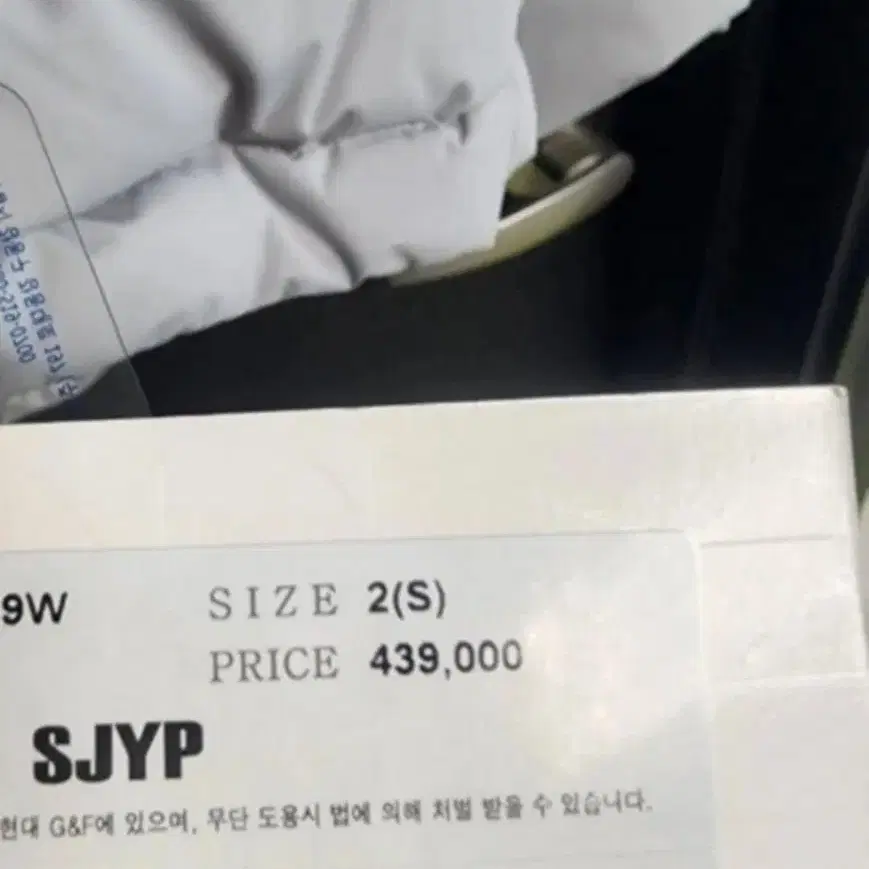 9W SIZE 2(S)
PRICE 439,000
SJYP
현대 G&F에 있으며, 무단 도용시 법에 의해 처벌 받을 수 있습니다.